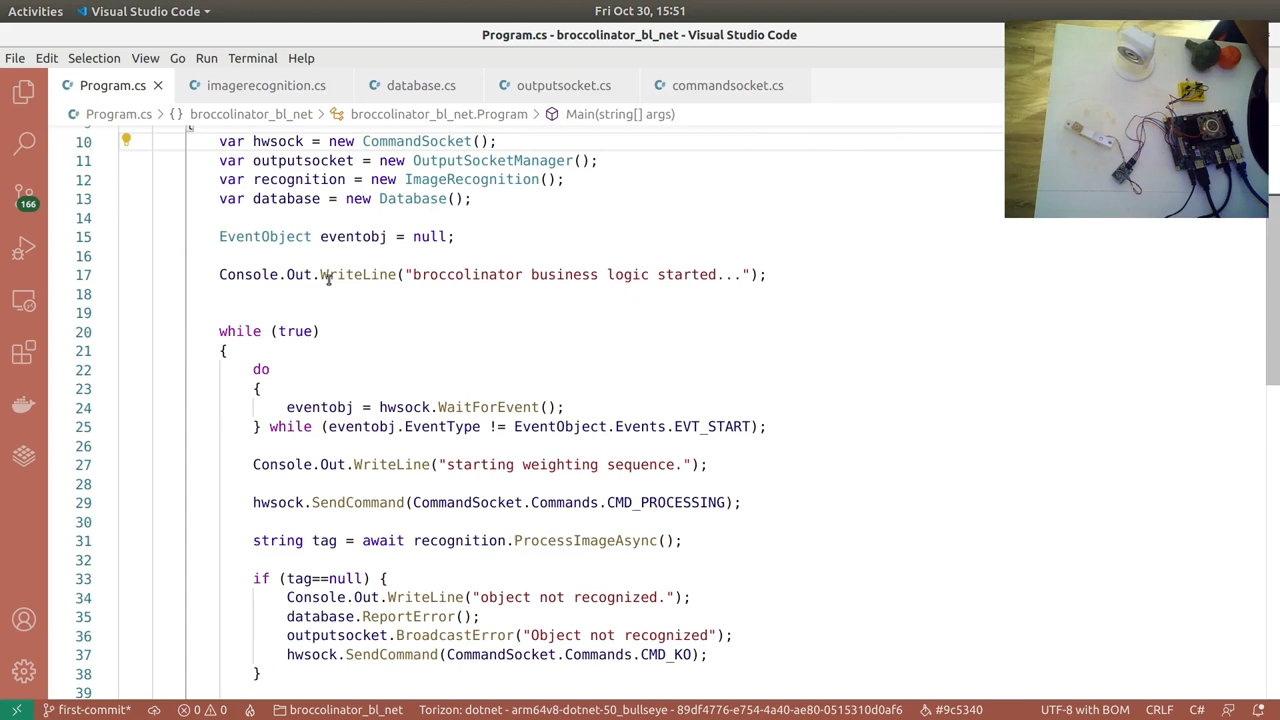 Activities Visual Studio Code Fri Oct 30, 15:51
Program.cs - broccolinator_bl_net - Visual Studio Code
File Edit Selection View Go Run Terminal Help
Program.cs imagerecognition.cs database.cs outputsocket.cs commandsocket.cs
Program.cs {} broccolinator_bl_net broccolinator_bl_net.Program Main(string[] args)
10 var hwsock = new CommandSocket();
11 var outputsocket = new OutputSocketManager();
12 var recognition = new ImageRecognition();
13 var database = new Database();
14
15 EventObject eventobj = null;
16
17 Console.Out.WriteLine("broccolinator business logic started...");
18
19
20 while (true)
21 {
22 do
23 {
24 eventobj = hwsock.WaitForEvent();
25 } while (eventobj.EventType != EventObject.Events.EVT_START);
26
27 Console.Out.WriteLine("starting weighting sequence.");
28
29 hwsock.SendCommand(CommandSocket.Commands.CMD_PROCESSING);
30
31 string tag = await recognition.ProcessImageAsync();
32
33 if (tag==null) {
34 Console.Out.WriteLine("object not recognized.");
35 database.ReportError();
36 outputsocket.BroadcastError("Object not recognized");
37 hwsock.SendCommand(CommandSocket.Commands.CMD_KO);
38 }
39
166
first-commit* 0 0 broccolinator_bl_net Torizon: dotnet - arm64v8-dotnet-50_bullseye - 89df4776-e754-4a40-ae80-0515310d0af6 #9c5340 UTF-8 with BOM CRLF C#